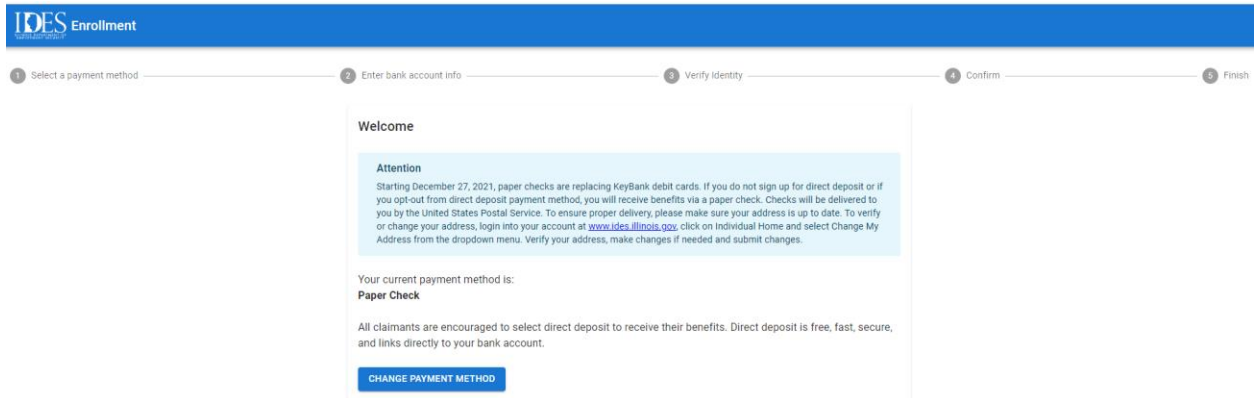 IDES Enrollment
1 Select a payment method
2 Enter bank account info
3 Verify Identity
4 Confirm
5 Finish
Welcome
Attention
Starting December 27, 2021, paper checks are replacing KeyBank debit cards. If you do not sign up for direct deposit or if
you opt-out from direct deposit payment method, you will receive benefits via a paper check. Checks will be delivered to
you by the United States Postal Service. To ensure proper delivery, please make sure your address is up to date. To verify
or change your address, login into your account at www.ides.illinois.gov, click on Individual Home and select Change My
Address from the dropdown menu. Verify your address, make changes if needed and submit changes.
Your current payment method is:
Paper Check
All claimants are encouraged to select direct deposit to receive their benefits. Direct deposit is free, fast, secure,
and links directly to your bank account.
CHANGE PAYMENT METHOD